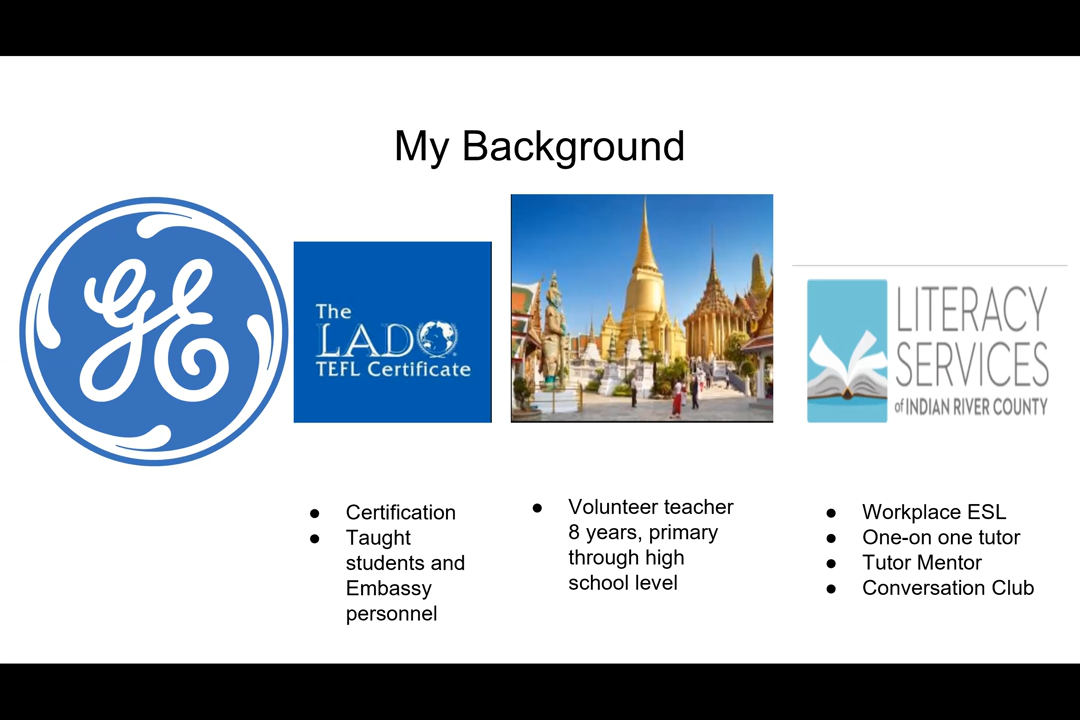 My Background
GE
The
LADO
TEFL Certificate
LITERACY
SERVICES
of INDIAN RIVER COUNTY
● Certification
● Taught
students and
Embassy
personnel
● Volunteer teacher
8 years, primary
through high
school level
● Workplace ESL
● One-on one tutor
● Tutor Mentor
● Conversation Club